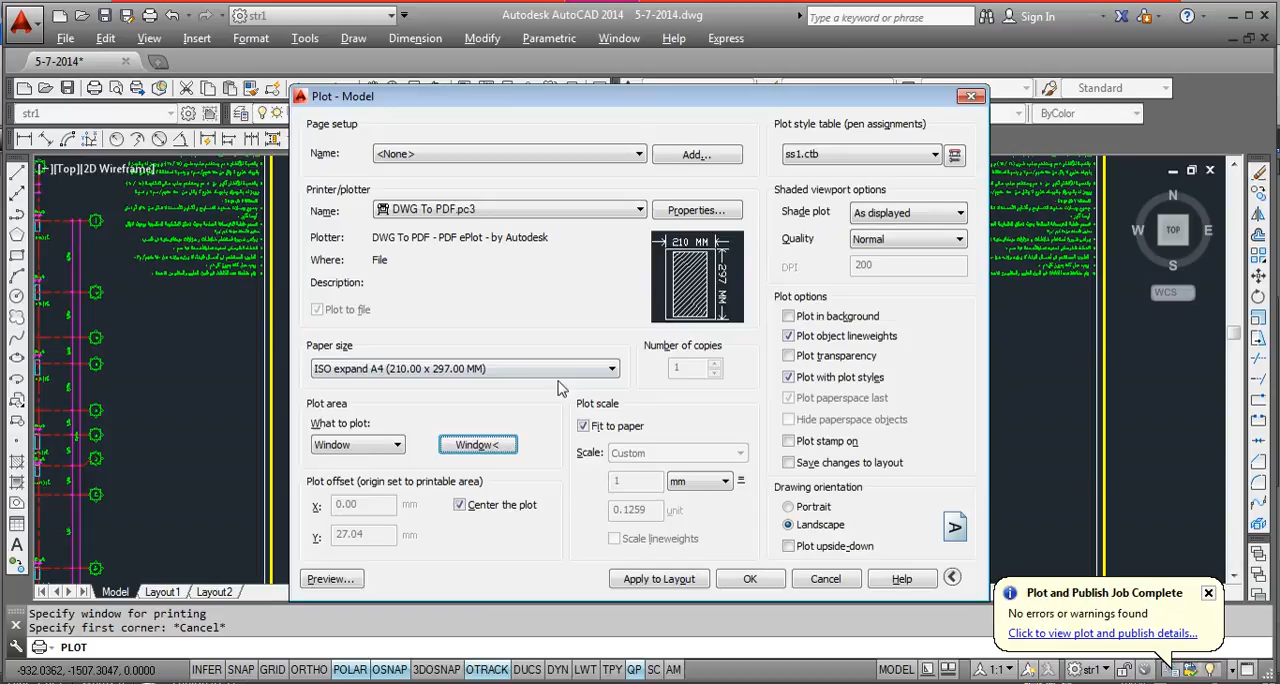 str1
Autodesk AutoCAD 2014 5-7-2014.dwg
Type a keyword or phrase
Sign In
File Edit View Insert Format Tools Draw Dimension Modify Parametric Window Help Express
5-7-2014*
Standard
str1
ByColor
[−][Top][2D Wireframe]
Plot - Model
Page setup
Name: <None> Add...
Printer/plotter
Name: DWG To PDF.pc3 Properties...
Plotter: DWG To PDF - PDF ePlot - by Autodesk
Where: File
Description:
Plot to file
210 MM
297 MM
Paper size
ISO expand A4 (210.00 x 297.00 MM)
Number of copies
1
Plot area
What to plot:
Window Window<
Plot offset (origin set to printable area)
X: 0.00 mm
Center the plot
Y: 27.04 mm
Plot scale
Fit to paper
Scale: Custom
1 mm =
0.1259 unit
Scale lineweights
Plot style table (pen assignments)
ss1.ctb
Shaded viewport options
Shade plot As displayed
Quality Normal
DPI 200
Plot options
Plot in background
Plot object lineweights
Plot transparency
Plot with plot styles
Plot paperspace last
Hide paperspace objects
Plot stamp on
Save changes to layout
Drawing orientation
Portrait
Landscape
Plot upside-down
A
Preview... Apply to Layout OK Cancel Help
N
W TOP E
S
WCS
Model Layout1 Layout2
Specify window for printing
Specify first corner: *Cancel*
PLOT
Plot and Publish Job Complete
No errors or warnings found
Click to view plot and publish details...
-932.0362, -1507.3047, 0.0000 INFER SNAP GRID ORTHO POLAR OSNAP 3DOSNAP OTRACK DUCS DYN LWT TPY QP SC AM MODEL 1:1 str1